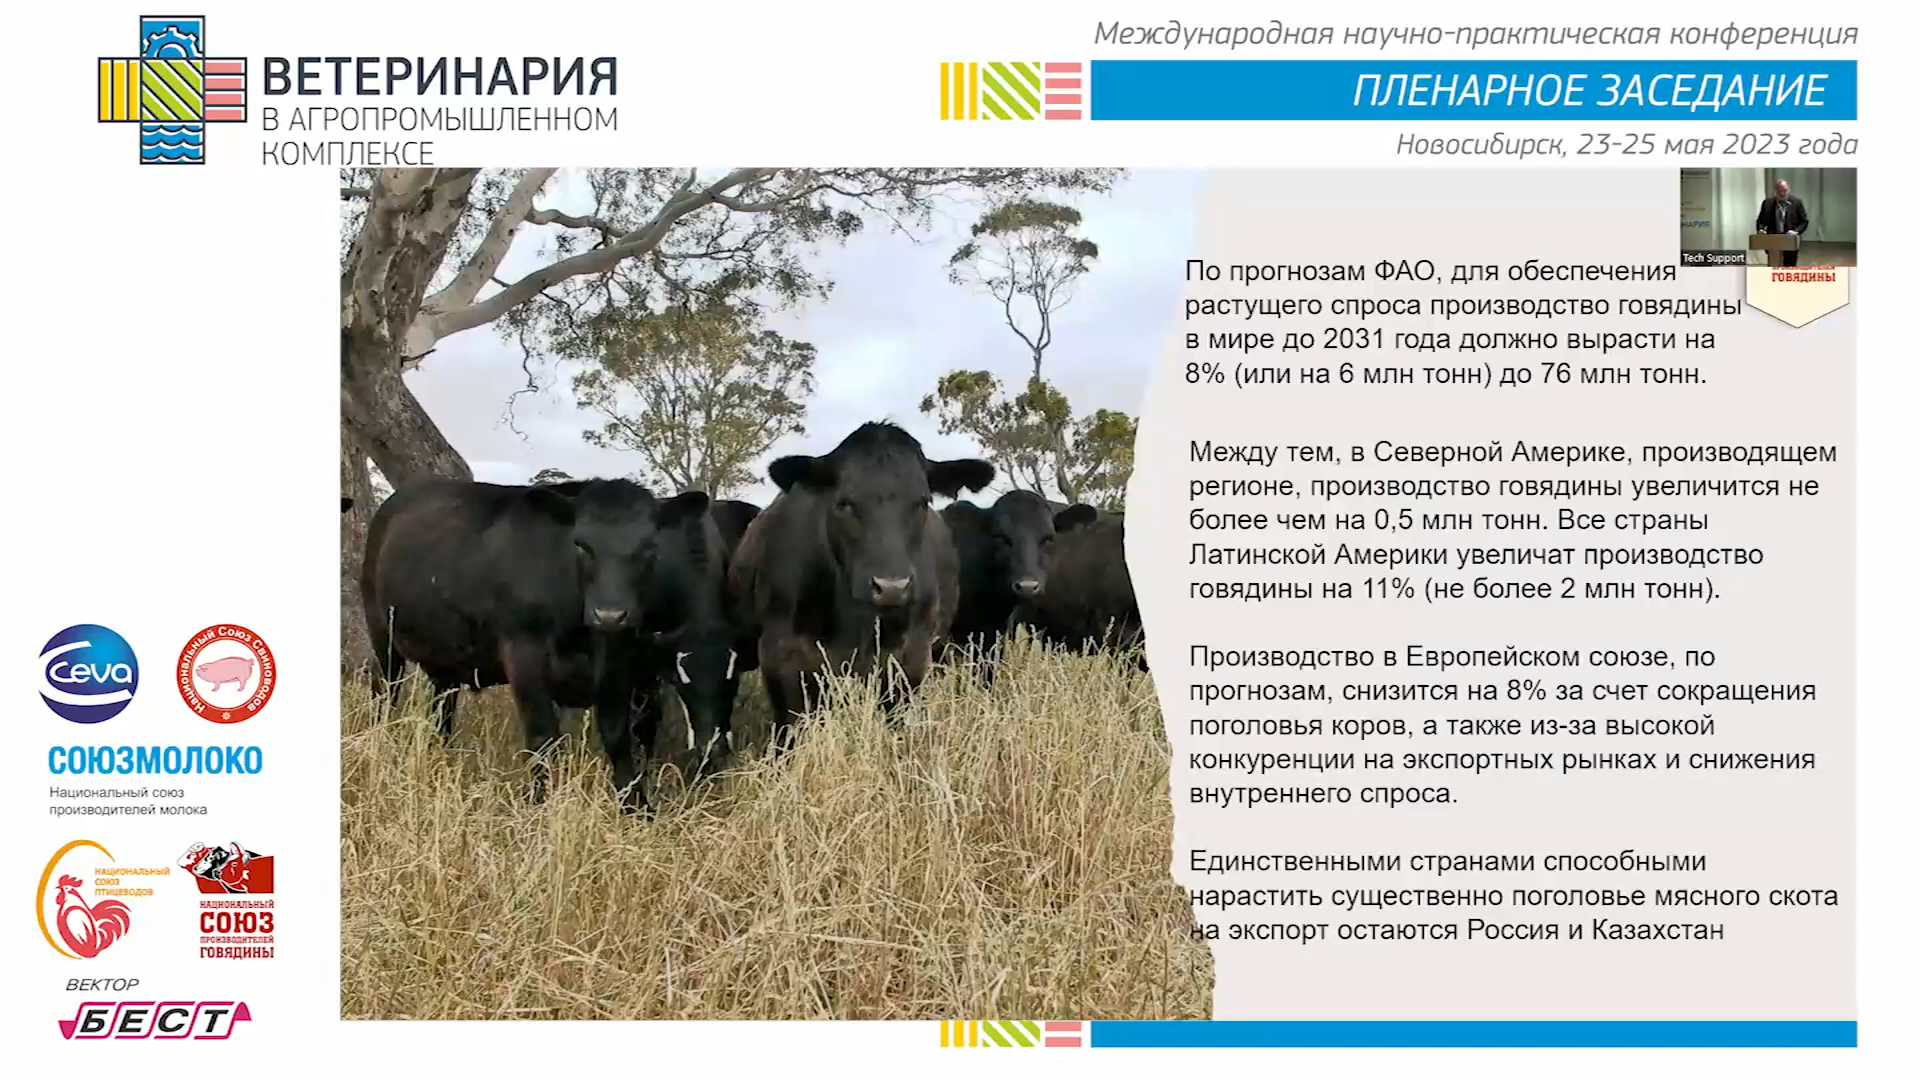 ВЕТЕРИНАРИЯ
В АГРОПРОМЫШЛЕННОМ
КОМПЛЕКСЕ
Международная научно-практическая конференция
ПЛЕНАРНОЕ ЗАСЕДАНИЕ
Новосибирск, 23-25 мая 2023 года
Tech Support
ГОВЯДИНЫ
По прогнозам ФАО, для обеспечения
растущего спроса производство говядины
в мире до 2031 года должно вырасти на
8% (или на 6 млн тонн) до 76 млн тонн.
Между тем, в Северной Америке, производящем
регионе, производство говядины увеличится не
более чем на 0,5 млн тонн. Все страны
Латинской Америки увеличат производство
говядины на 11% (не более 2 млн тонн).
Производство в Европейском союзе, по
прогнозам, снизится на 8% за счет сокращения
поголовья коров, а также из-за высокой
конкуренции на экспортных рынках и снижения
внутреннего спроса.
Единственными странами способными
нарастить существенно поголовье мясного скота
на экспорт остаются Россия и Казахстан
Ceva
Национальный Союз Свиноводов
СОЮЗМОЛОКО
Национальный союз
производителей молока
НАЦИОНАЛЬНЫЙ
СОЮЗ
ПТИЦЕВОДОВ
НАЦИОНАЛЬНЫЙ
СОЮЗ
ПРОИЗВОДИТЕЛЕЙ
ГОВЯДИНЫ
ВЕКТОР
БЕСТ